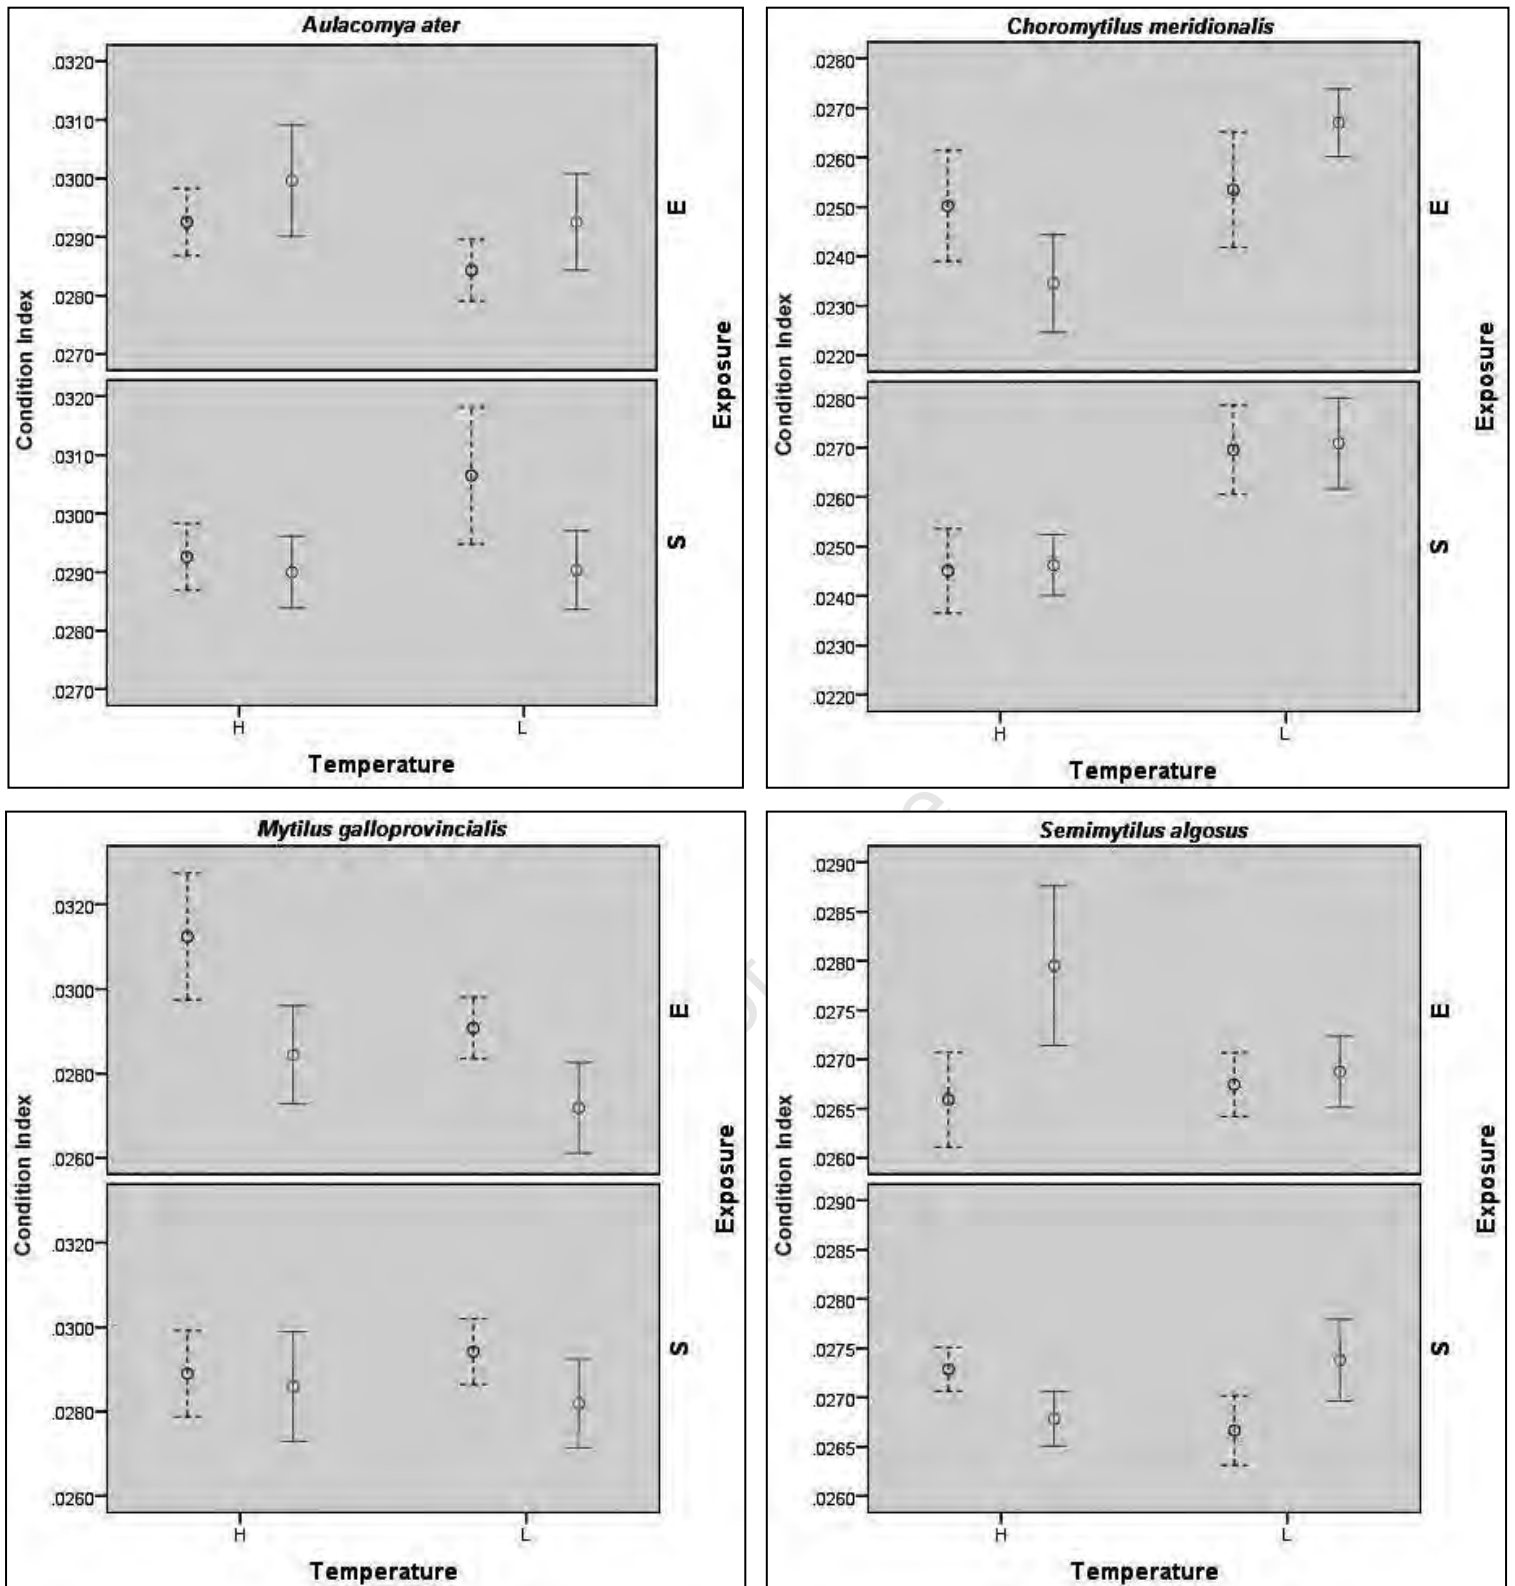 Aulacomya ater
.0320
.0310
.0300
.0290
.0280
.0270
E
.0320
.0310
.0300
.0290
.0280
.0270
S
Condition Index
Exposure
H L
Temperature
Choromytilus meridionalis
.0280
.0270
.0260
.0250
.0240
.0230
.0220
E
.0280
.0270
.0260
.0250
.0240
.0230
.0220
S
Condition Index
Exposure
H L
Temperature
Mytilus galloprovincialis
.0320
.0300
.0280
.0260
E
.0320
.0300
.0280
.0260
S
Condition Index
Exposure
H L
Temperature
Semimytilus algosus
.0290
.0285
.0280
.0275
.0270
.0265
.0260
E
.0290
.0285
.0280
.0275
.0270
.0265
.0260
S
Condition Index
Exposure
H L
Temperature